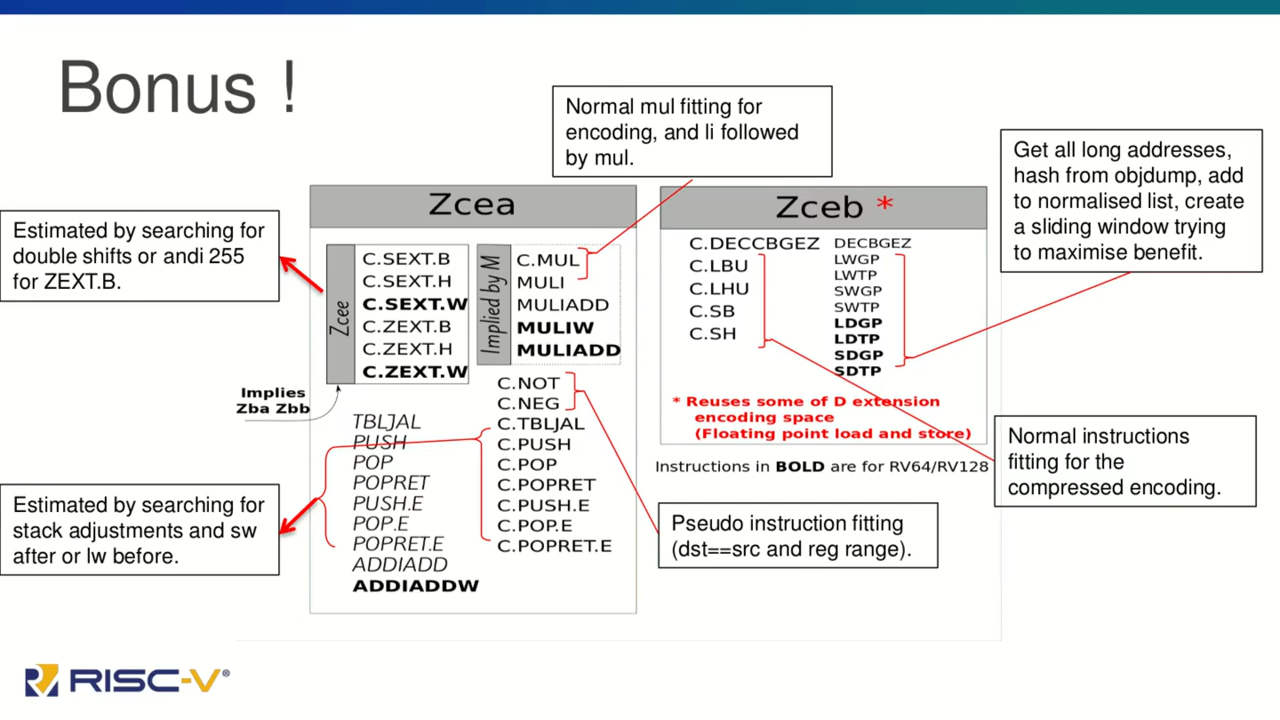 Bonus !
Normal mul fitting for
encoding, and li followed
by mul.
Get all long addresses,
hash from objdump, add
to normalised list, create
a sliding window trying
to maximise benefit.
Estimated by searching for
double shifts or andi 255
for ZEXT.B.
Zcea
Zcee
C.SEXT.B
C.SEXT.H
C.SEXT.W
C.ZEXT.B
C.ZEXT.H
C.ZEXT.W
Implied by M
C.MUL
MULI
MULIADD
MULIW
MULIADD
Implies
Zba Zbb
C.NOT
C.NEG
C.TBLJAL
C.PUSH
C.POP
C.POPRET
C.PUSH.E
C.POP.E
C.POPRET.E
TBLJAL
PUSH
POP
POPRET
PUSH.E
POP.E
POPRET.E
ADDIADD
ADDIADDW
Estimated by searching for
stack adjustments and sw
after or lw before.
Zceb *
C.DECCBGEZ
C.LBU
C.LHU
C.SB
C.SH
DECBGEZ
LWGP
LWTP
SWGP
SWTP
LDGP
LDTP
SDGP
SDTP
* Reuses some of D extension
encoding space
(Floating point load and store)
Instructions in BOLD are for RV64/RV128
Normal instructions
fitting for the
compressed encoding.
Pseudo instruction fitting
(dst==src and reg range).
RISC-V®